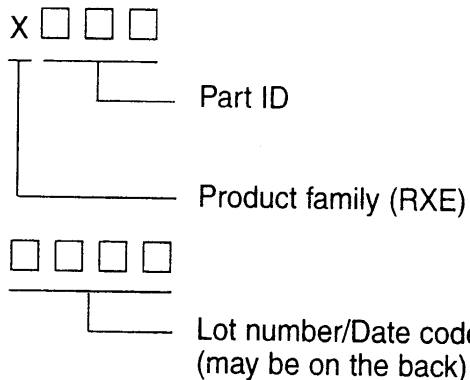 X □ □ □
Part ID
Product family (RXE)
□ □ □ □
Lot number/Date code
(may be on the back)